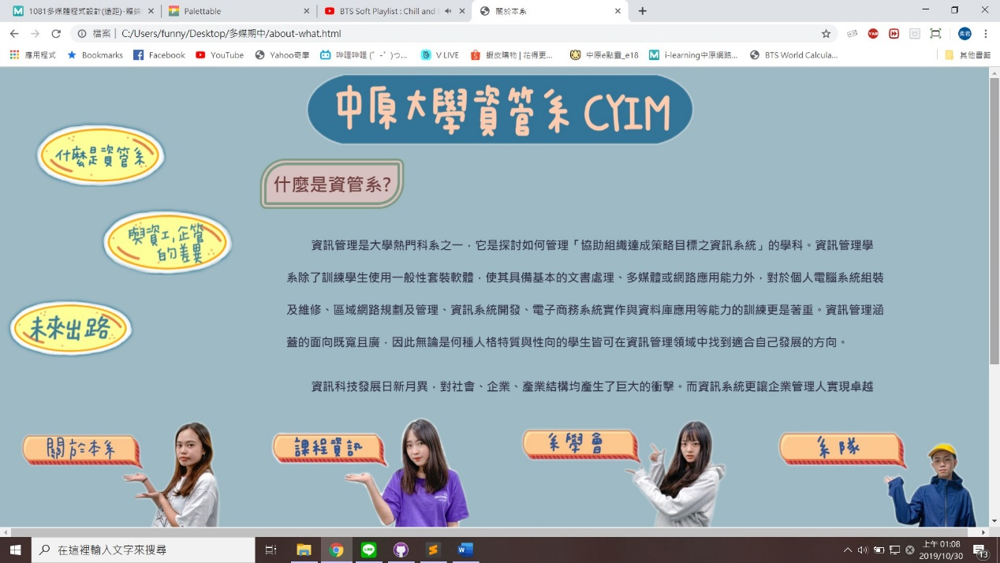 1081多媒體程式設計(遠距)-賴錦
Palettable
BTS Soft Playlist : Chill and
關於本系
檔案 | C:/Users/funny/Desktop/多媒期中/about-what.html
YAB
柔君
應用程式
Bookmarks
Facebook
YouTube
Yahoo奇摩
嗶哩嗶哩 (゜-゜)つ...
V LIVE
蝦皮購物 | 花得更...
中原e點靈_e18
i-learning中原網路...
BTS World Calcula...
其他書籤
中原大學資管系 CYIM
什麼是資管系
與資工,企管
的差異
未來出路
什麼是資管系?
資訊管理是大學熱門科系之一，它是探討如何管理「協助組織達成策略目標之資訊系統」的學科。資訊管理學
系除了訓練學生使用一般性套裝軟體，使其具備基本的文書處理、多媒體或網路應用能力外，對於個人電腦系統組裝
及維修、區域網路規劃及管理、資訊系統開發、電子商務系統實作與資料庫應用等能力的訓練更是著重。資訊管理涵
蓋的面向既寬且廣，因此無論是何種人格特質與性向的學生皆可在資訊管理領域中找到適合自己發展的方向。
資訊科技發展日新月異，對社會、企業、產業結構均產生了巨大的衝擊。而資訊系統更讓企業管理人實現卓越
關於本系
課程資訊
系學會
系隊
在這裡輸入文字來搜尋
上午 01:08
2019/10/30
13